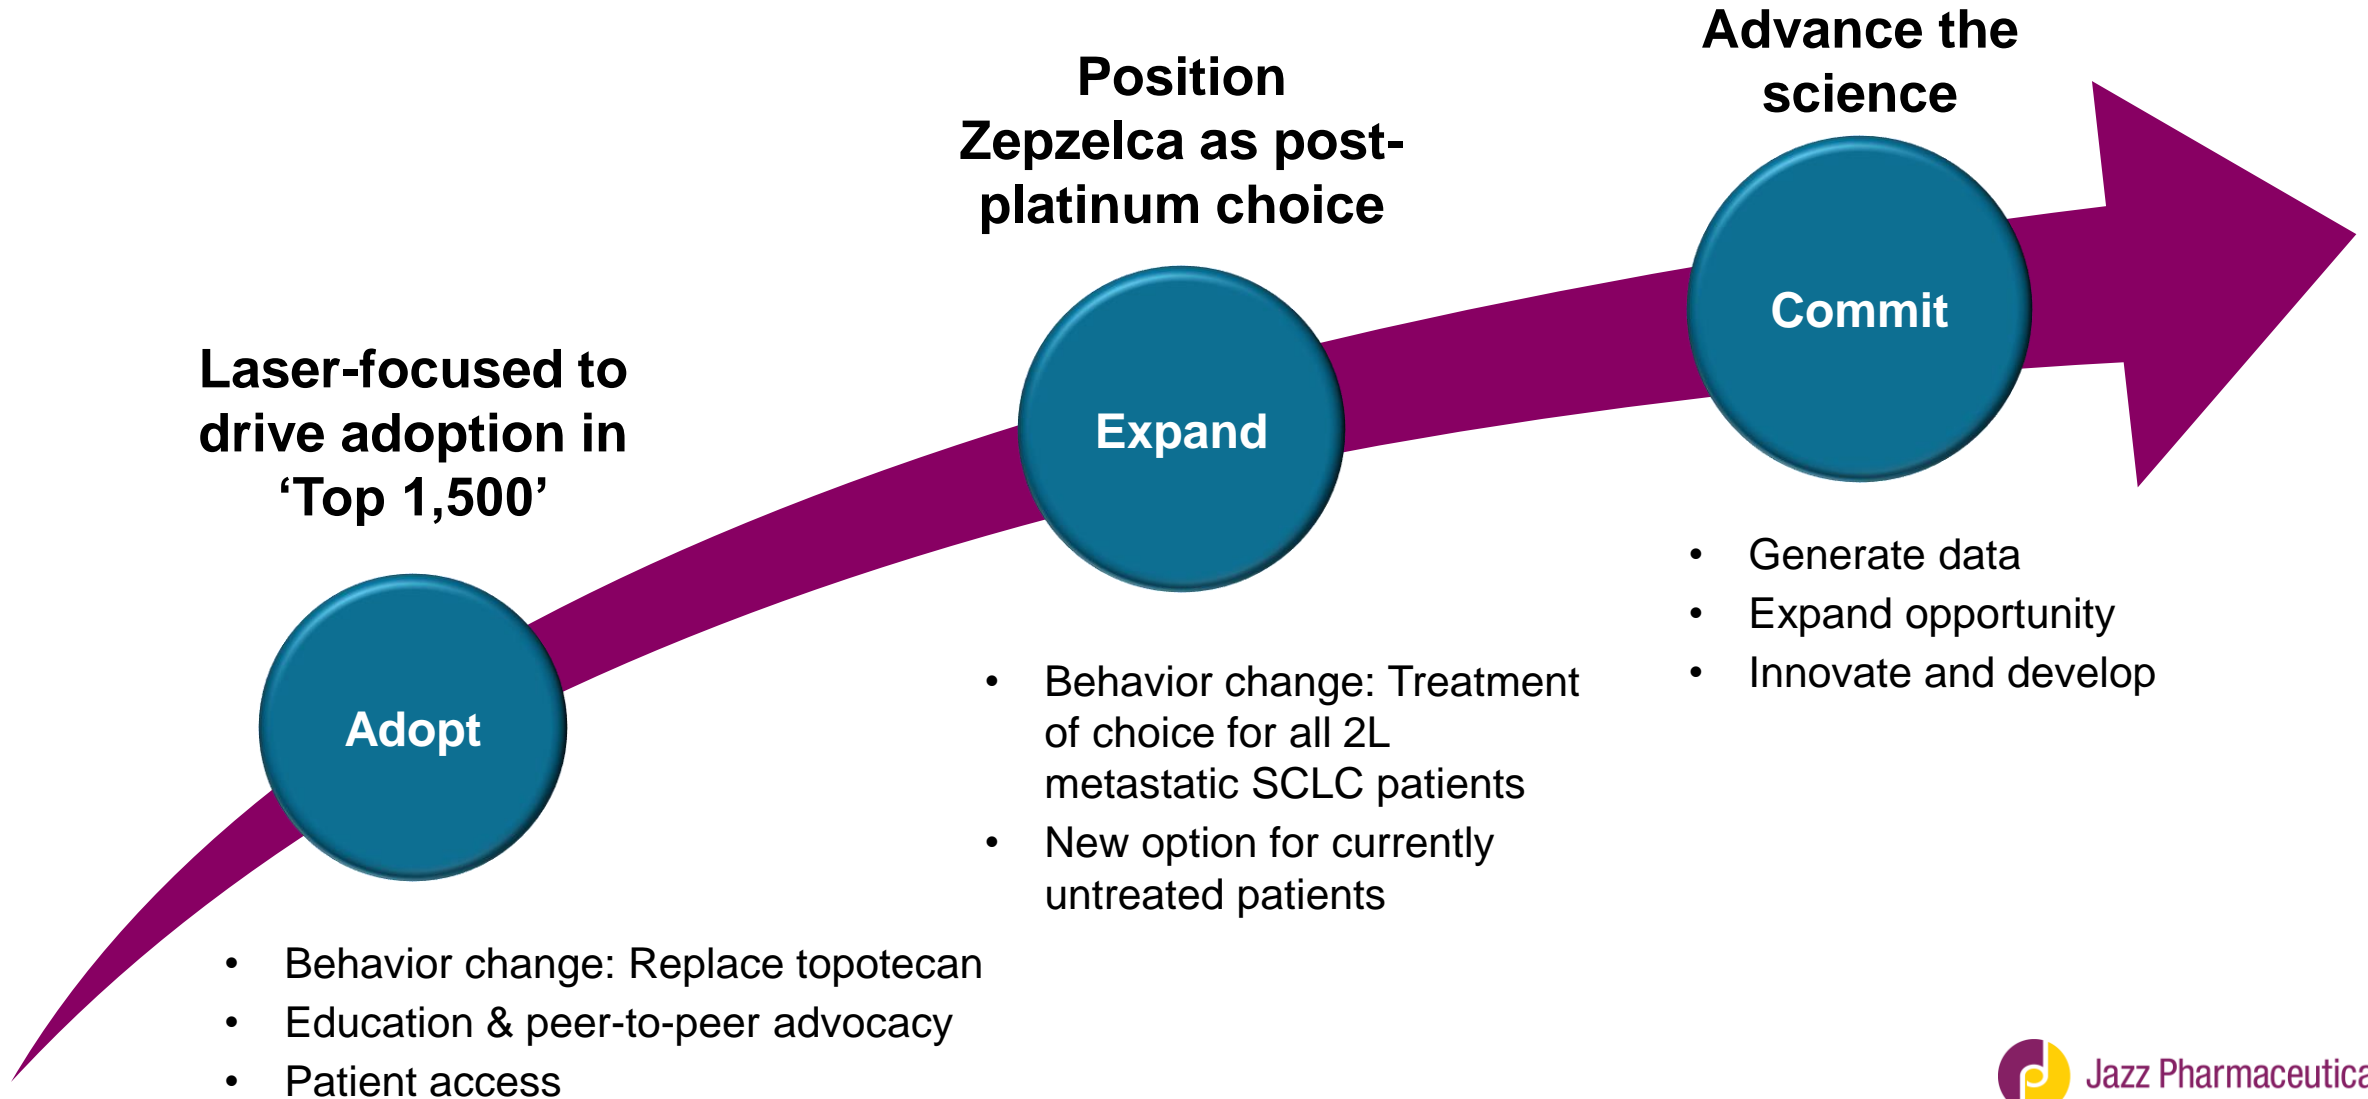 Laser-focused to
drive adoption in
‘Top 1,500’
Adopt
• Behavior change: Replace topotecan
• Education & peer-to-peer advocacy
• Patient access
Position
Zepzelca as post-
platinum choice
Expand
• Behavior change: Treatment
of choice for all 2L
metastatic SCLC patients
• New option for currently
untreated patients
Advance the
science
Commit
• Generate data
• Expand opportunity
• Innovate and develop
Jazz Pharmaceutica